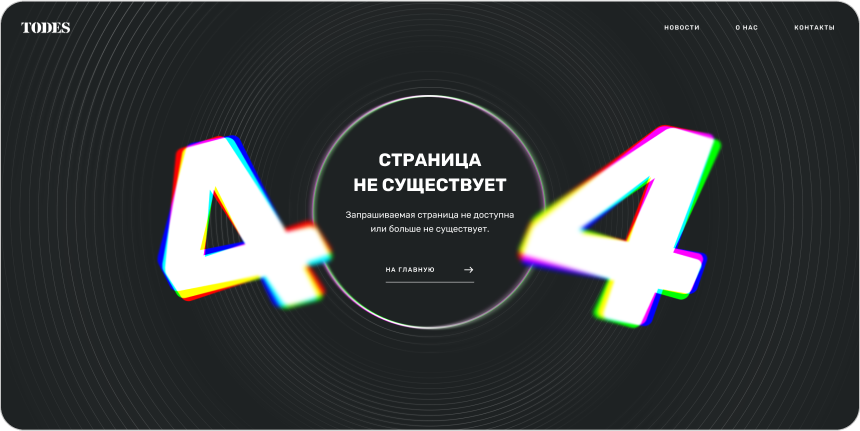 TODES
НОВОСТИ
О НАС
КОНТАКТЫ
4 4
СТРАНИЦА
НЕ СУЩЕСТВУЕТ
Запрашиваемая страница не доступна
или больше не существует.
НА ГЛАВНУЮ